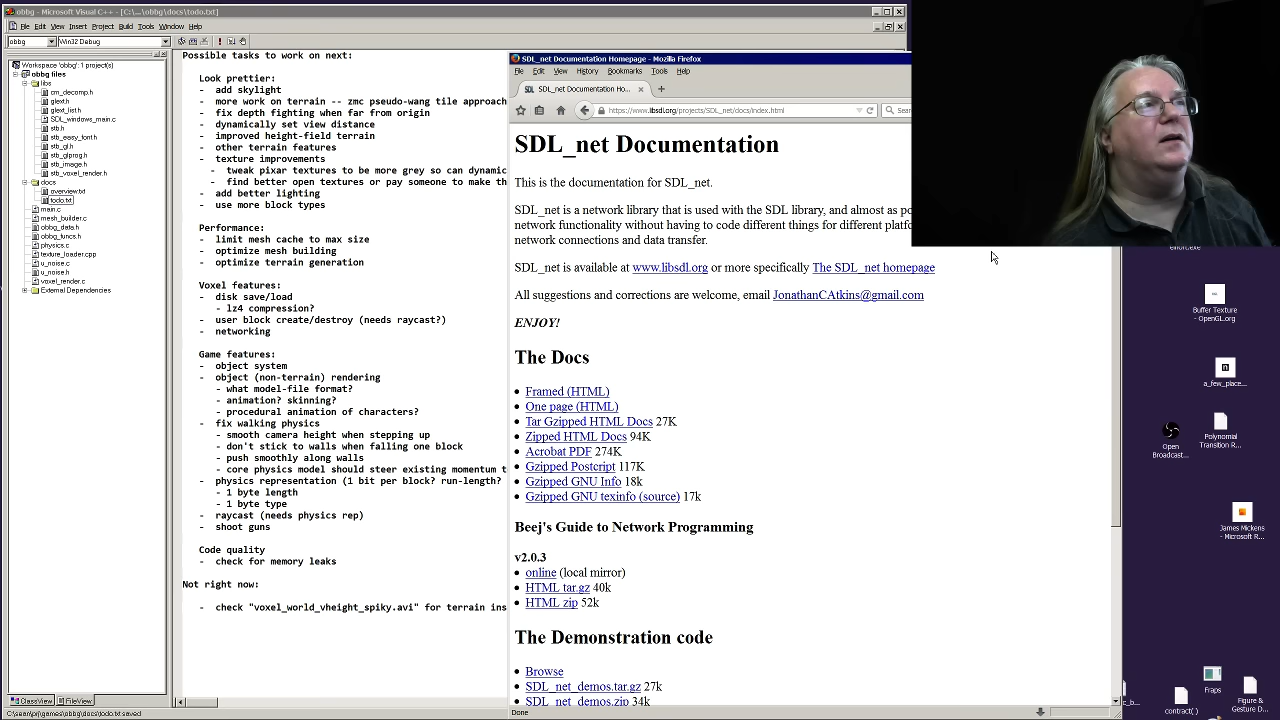 obbg - Microsoft Visual C++ - [C:\...\obbg\docs\todo.txt]
File Edit View Insert Project Build Tools Window Help
obbg
Win32 Debug
Workspace 'obbg': 1 project(s)
obbg files
libs
cm_decomp.h
glext.h
glext_list.h
SDL_windows_main.c
stb.h
stb_easy_font.h
stb_gl.h
stb_glprog.h
stb_image.h
stb_voxel_render.h
docs
overview.txt
todo.txt
main.c
mesh_builder.c
obbg_data.h
obbg_funcs.h
physics.c
texture_loader.cpp
u_noise.c
u_noise.h
voxel_render.c
External Dependencies
ClassView
FileView
Possible tasks to work on next:
Look prettier:
- add skylight
- more work on terrain -- zmc pseudo-wang tile approach
- fix depth fighting when far from origin
- dynamically set view distance
- improved height-field terrain
- other terrain features
- texture improvements
- tweak pixar textures to be more grey so can dynamic
- find better open textures or pay someone to make th
- add better lighting
- use more block types
Performance:
- limit mesh cache to max size
- optimize mesh building
- optimize terrain generation
Voxel features:
- disk save/load
- lz4 compression?
- user block create/destroy (needs raycast?)
- networking
Game features:
- object system
- object (non-terrain) rendering
- what model-file format?
- animation? skinning?
- procedural animation of characters?
- fix walking physics
- smooth camera height when stepping up
- don't stick to walls when falling one block
- push smoothly along walls
- core physics model should steer existing momentum t
- physics representation (1 bit per block? run-length?
- 1 byte length
- 1 byte type
- raycast (needs physics rep)
- shoot guns
Code quality
- check for memory leaks
Not right now:
- check "voxel_world_vheight_spiky.avi" for terrain ins
C:\sean\prj\games\obbg\docs\todo.txt saved
SDL_net Documentation Homepage - Mozilla Firefox
File Edit View History Bookmarks Tools Help
SDL_net Documentation Ho...
https://www.libsdl.org/projects/SDL_net/docs/index.html
Sear
SDL_net Documentation
This is the documentation for SDL_net.
SDL_net is a network library that is used with the SDL library, and almost as po
network functionality without having to code different things for different platfo
network connections and data transfer.
SDL_net is available at www.libsdl.org or more specifically The SDL_net homepage
All suggestions and corrections are welcome, email JonathanCAtkins@gmail.com
ENJOY!
The Docs
Framed (HTML)
One page (HTML)
Tar Gzipped HTML Docs 27K
Zipped HTML Docs 94K
Acrobat PDF 274K
Gzipped Postcript 117K
Gzipped GNU Info 18k
Gzipped GNU texinfo (source) 17k
Beej's Guide to Network Programming
v2.0.3
online (local mirror)
HTML tar.gz 40k
HTML zip 52k
The Demonstration code
Browse
SDL_net_demos.tar.gz 27k
SDL_net_demos.zip 34k
Done
Buffer Texture - OpenGL.org
a_few_place...
Open Broadcast...
Polynomial Transition R...
James Mickens - Microsoft R...
Fraps
contract( )
Figure & Gesture D...